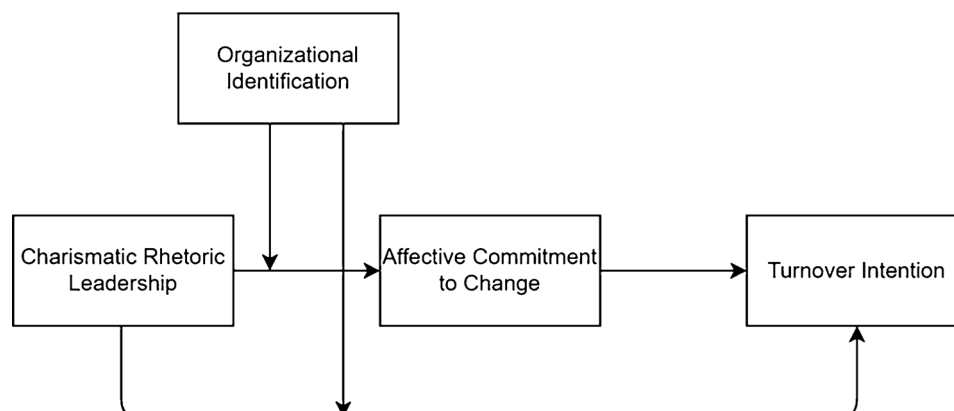 Organizational
Identification
Charismatic Rhetoric
Leadership
Affective Commitment
to Change
Turnover Intention